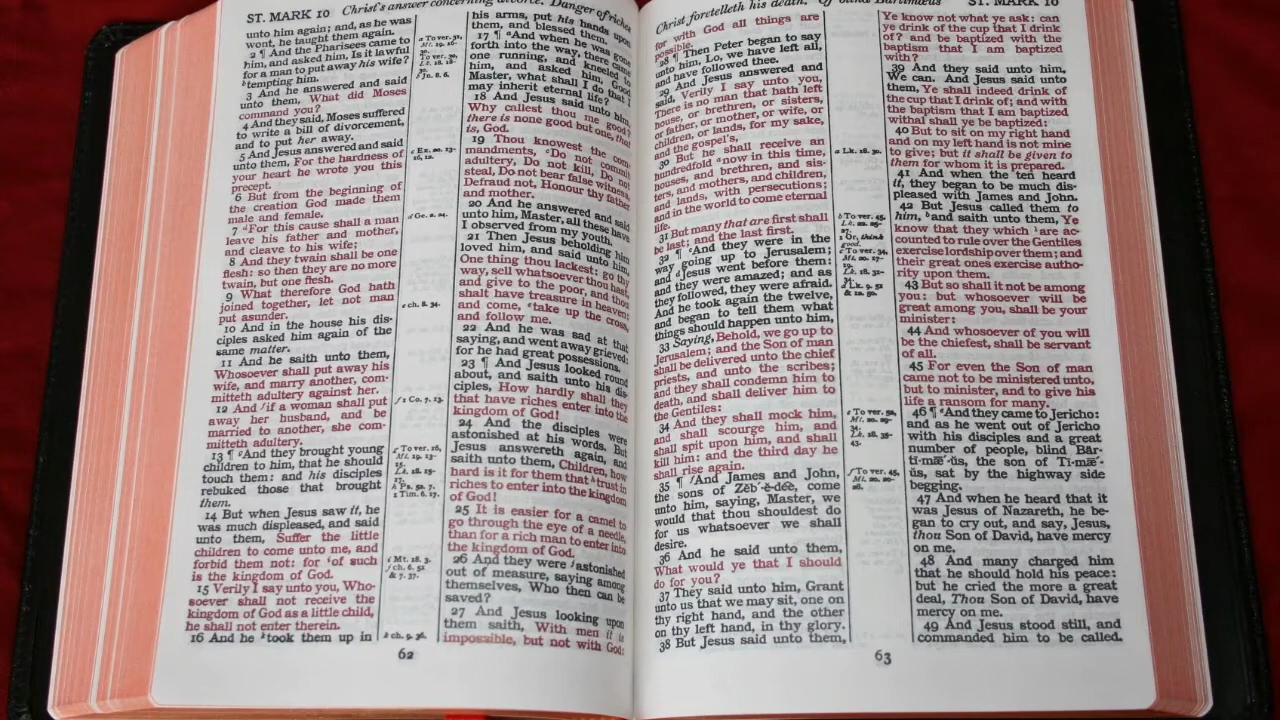 ST. MARK 10 Christ's answer concerning divorce. Danger of riches
unto him again; and, as he was
wont, he taught them again.
2 ¶ And the Pharisees came to
him, and asked him, Is it lawful
for a man to put away his wife?
tempting him.
3 And he answered and said
unto them, What did Moses
command you?
4 And they said, Moses suffered
to write a bill of divorcement,
and to put her away.
5 And Jesus answered and said
unto them, For the hardness of
your heart he wrote you this
precept.
6 But from the beginning of
the creation God made them
male and female.
7 For this cause shall a man
leave his father and mother,
and cleave to his wife;
8 And they twain shall be one
flesh: so then they are no more
twain, but one flesh.
9 What therefore God hath
joined together, let not man
put asunder.
10 And in the house his dis-
ciples asked him again of the
same matter.
11 And he saith unto them,
Whosoever shall put away his
wife, and marry another, com-
mitteth adultery against her.
12 And if a woman shall put
away her husband, and be
married to another, she com-
mitteth adultery.
13 ¶ And they brought young
children to him, that he should
touch them: and his disciples
rebuked those that brought
them.
14 But when Jesus saw it, he
was much displeased, and said
unto them, Suffer the little
children to come unto me, and
forbid them not: for of such
is the kingdom of God.
15 Verily I say unto you, Who-
soever shall not receive the
kingdom of God as a little child,
he shall not enter therein.
16 And he took them up in
c Ex. 20. 13-
16, 12.
d Ge. 2. 24.
e ch. 8. 34.
f 1 Co. 7. 13.
h Ps. 52. 7.
1 Tim. 6. 17.
i Mt. 18. 3.
j ch. 6. 51
& 7. 37.
k ch. 9. 36.
his arms, put his hands upon
them, and blessed them.
17 ¶ And when he was gone
forth into the way, there came
one running, and kneeled to
him, and asked him, Good
Master, what shall I do that I
may inherit eternal life?
18 And Jesus said unto him
Why callest thou me good?
there is none good but one, that
is, God.
19 Thou knowest the com-
mandments, Do not commit
adultery, Do not kill, Do not
steal, Do not bear false witness
Defraud not, Honour thy father
and mother.
20 And he answered and said
unto him, Master, all these have
I observed from my youth.
21 Then Jesus beholding him
loved him, and said unto him,
One thing thou lackest: go thy
way, sell whatsoever thou hast,
and give to the poor, and thou
shalt have treasure in heaven:
and come, take up the cross,
and follow me.
22 And he was sad at that
saying, and went away grieved:
for he had great possessions.
23 ¶ And Jesus looked round
about, and saith unto his dis-
ciples, How hardly shall they
that have riches enter into the
kingdom of God!
24 And the disciples were
astonished at his words. But
Jesus answereth again, and
saith unto them, Children, how
hard is it for them that trust in
riches to enter into the kingdom
of God!
25 It is easier for a camel to
go through the eye of a needle,
than for a rich man to enter into
the kingdom of God.
26 And they were astonished
out of measure, saying among
themselves, Who then can be
saved?
27 And Jesus looking upon
them saith, With men it is
impossible, but not with God:
62
Christ foretelleth his death. Of blind Bartimæus ST. MARK 10
for with God all things are
possible.
28 ¶ Then Peter began to say
unto him, Lo, we have left all,
and have followed thee.
29 And Jesus answered and
said, Verily I say unto you,
There is no man that hath left
house, or brethren, or sisters,
or father, or mother, or wife, or
children, or lands, for my sake,
and the gospel's,
30 But he shall receive an
hundredfold now in this time,
houses, and brethren, and sis-
ters, and mothers, and children,
and lands, with persecutions;
and in the world to come eternal
life.
31 But many that are first shall
be last; and the last first.
32 ¶ And they were in the
way going up to Jerusalem;
and Jesus went before them:
and they were amazed; and as
they followed, they were afraid.
And he took again the twelve,
and began to tell them what
things should happen unto him,
33 Saying, Behold, we go up to
Jerusalem; and the Son of man
shall be delivered unto the chief
priests, and unto the scribes;
and they shall condemn him to
death, and shall deliver him to
the Gentiles:
34 And they shall mock him,
and shall scourge him, and
shall spit upon him, and shall
kill him: and the third day he
shall rise again.
35 ¶ And James and John,
the sons of Zĕb´-ĕ-dēe, come
unto him, saying, Master, we
would that thou shouldest do
for us whatsoever we shall
desire.
36 And he said unto them,
What would ye that I should
do for you?
37 They said unto him, Grant
unto us that we may sit, one on
thy right hand, and the other
on thy left hand, in thy glory.
38 But Jesus said unto them,
a Lk. 18. 30.
b To ver. 45,
1 Or, think
good.
Ye know not what ye ask: can
ye drink of the cup that I drink
of? and be baptized with the
baptism that I am baptized
with?
39 And they said unto him,
We can. And Jesus said unto
them, Ye shall indeed drink of
the cup that I drink of; and with
the baptism that I am baptized
withal shall ye be baptized:
40 But to sit on my right hand
and on my left hand is not mine
to give; but it shall be given to
them for whom it is prepared.
41 And when the ten heard
it, they began to be much dis-
pleased with James and John.
42 But Jesus called them to
him, and saith unto them, Ye
know that they which are ac-
counted to rule over the Gentiles
exercise lordship over them; and
their great ones exercise autho-
rity upon them.
43 But so shall it not be among
you: but whosoever will be
great among you, shall be your
minister:
44 And whosoever of you will
be the chiefest, shall be servant
of all.
45 For even the Son of man
came not to be ministered unto,
but to minister, and to give his
life a ransom for many.
46 ¶ And they came to Jericho:
and as he went out of Jericho
with his disciples and a great
number of people, blind Bär-
ti-mæ´-ŭs, the son of Ti-mæ´-
ŭs, sat by the highway side
begging.
47 And when he heard that it
was Jesus of Nazareth, he be-
gan to cry out, and say, Jesus,
thou Son of David, have mercy
on me.
48 And many charged him
that he should hold his peace:
but he cried the more a great
deal, Thou Son of David, have
mercy on me.
49 And Jesus stood still, and
commanded him to be called.
63